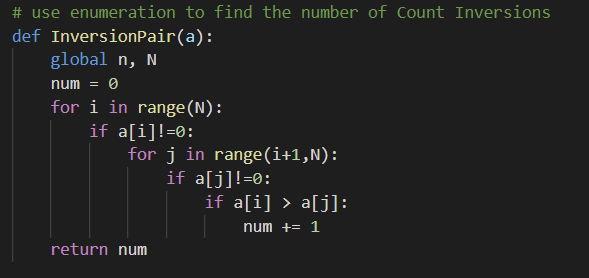 # use enumeration to find the number of Count Inversions
def InversionPair(a):
    global n, N
    num = 0
    for i in range(N):
        if a[i]!=0:
            for j in range(i+1,N):
                if a[j]!=0:
                    if a[i] > a[j]:
                        num += 1
    return num